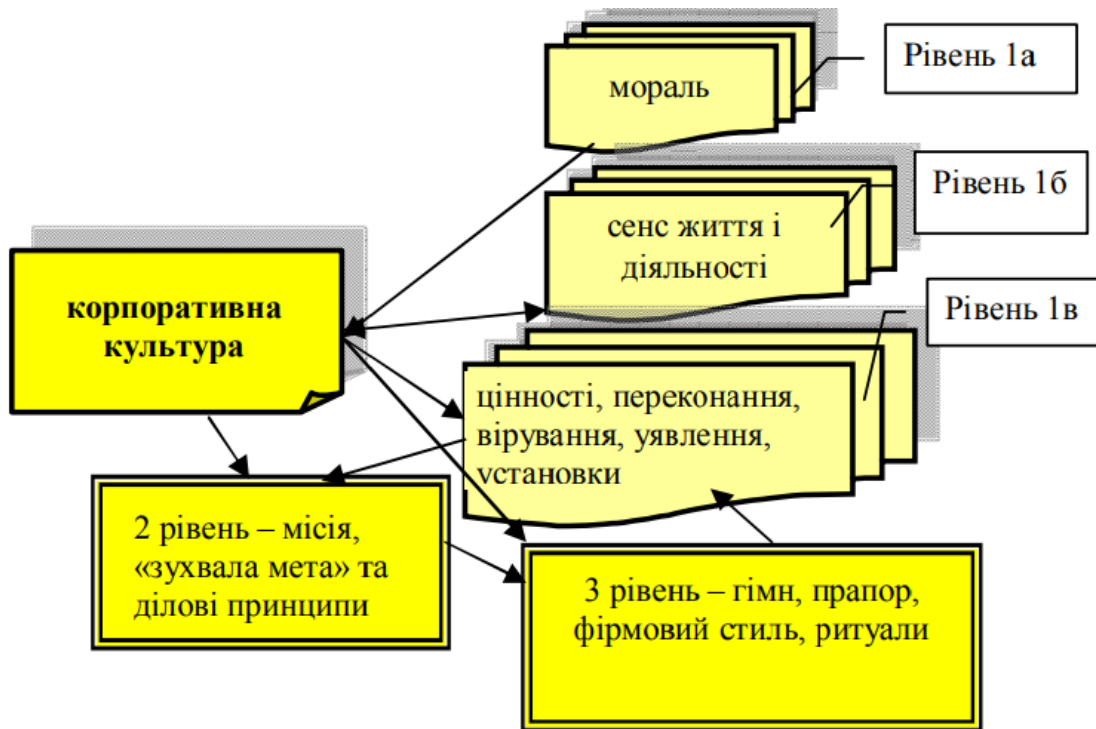 мораль
Рівень 1а
сенс життя і
діяльності
Рівень 1б
корпоративна
культура
Рівень 1в
цінності, переконання,
вірування, уявлення,
установки
2 рівень – місія,
«зухвала мета» та
ділові принципи
3 рівень – гімн, прапор,
фірмовий стиль, ритуали